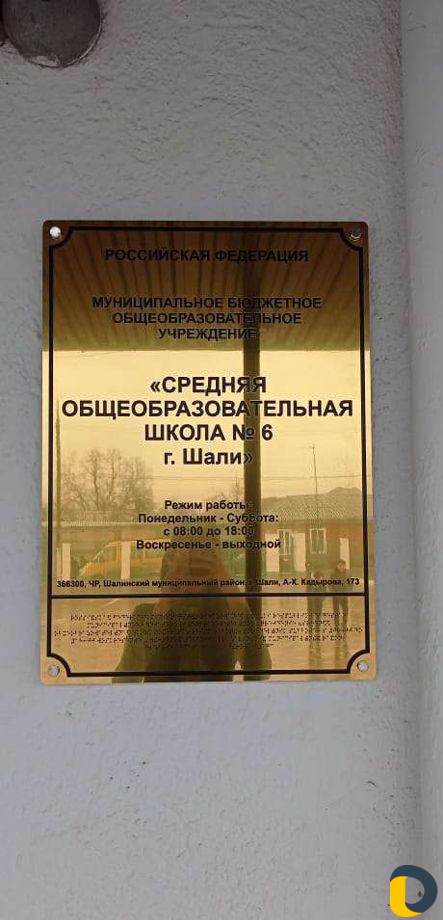 РОССИЙСКАЯ ФЕДЕРАЦИЯ
МУНИЦИПАЛЬНОЕ БЮДЖЕТНОЕ
ОБЩЕОБРАЗОВАТЕЛЬНОЕ
УЧРЕЖДЕНИЕ
«СРЕДНЯЯ
ОБЩЕОБРАЗОВАТЕЛЬНАЯ
ШКОЛА № 6
г. Шали»
Режим работы:
Понедельник - Суббота:
с 08:00 до 18:00
Воскресенье - выходной
366300, ЧР, Шалинский муниципальный район, г. Шали, А-Х. Кадырова, 173